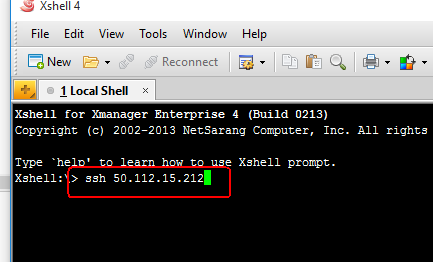 Xshell 4
File Edit View Tools Window Help
New Reconnect
1 Local Shell ×
Xshell for Xmanager Enterprise 4 (Build 0213)
Copyright (c) 2002-2013 NetSarang Computer, Inc. All rights
Type `help' to learn how to use Xshell prompt.
Xshell:\> ssh 50.112.15.212